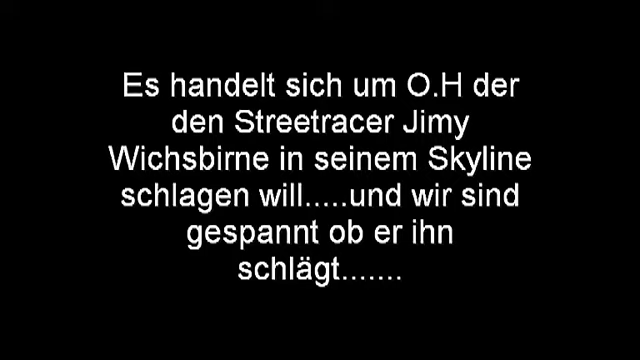 Es handelt sich um O.H der
den Streetracer Jimy
Wichsbirne in seinem Skyline
schlagen will.....und wir sind
gespannt ob er ihn
schlägt.......